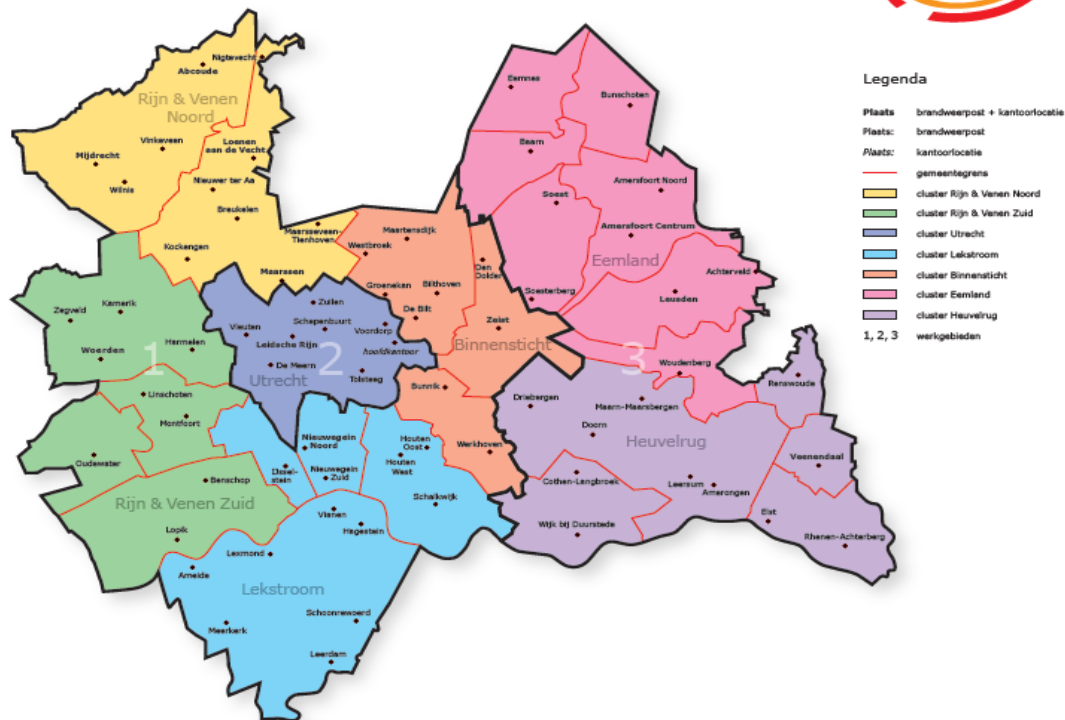 Nigtevecht
Abcoude
Rijn & Venen
Noord
Vinkeveen
Loenen
aan de Vecht
Mijdrecht
Wilnis
Nieuwer ter Aa
Breukelen
Kockengen
Maarsseveen-
Tienhoven
Maarssen
Eemnes
Bunschoten
Baarn
Soest
Amersfoort Noord
Amersfoort Centrum
Eemland
Achterveld
Leusden
Soesterberg
3
Woudenberg
Westbroek
Maartensdijk
Den
Dolder
Groenekan
Bilthoven
De Bilt
Zeist
Binnensticht
Bunnik
Werkhoven
Zegveld
Kamerik
Woerden
Harmelen
1
Linschoten
Montfoort
Oudewater
Benschop
Rijn & Venen Zuid
Lopik
Zuilen
Vleuten
Schepenbuurt
Voordorp
Leidsche Rijn
hoofdkantoor
2
De Meern
Tolsteeg
Utrecht
Nieuwegein
Noord
Houten
Oost
Houten
West
IJssel-
stein
Nieuwegein
Zuid
Schalkwijk
Vianen
Hagestein
Lexmond
Ameide
Lekstroom
Schoonrewoerd
Meerkerk
Leerdam
Renswoude
Driebergen
Maarn-Maarsbergen
Doorn
Heuvelrug
Veenendaal
Cothen-Langbroek
Leersum
Amerongen
Wijk bij Duurstede
Elst
Rhenen-Achterberg
Legenda
Plaats brandweerpost + kantoorlocatie
Plaats: brandweerpost
Plaats: kantoorlocatie
gemeentegrens
cluster Rijn & Venen Noord
cluster Rijn & Venen Zuid
cluster Utrecht
cluster Lekstroom
cluster Binnensticht
cluster Eemland
cluster Heuvelrug
1, 2, 3 werkgebieden